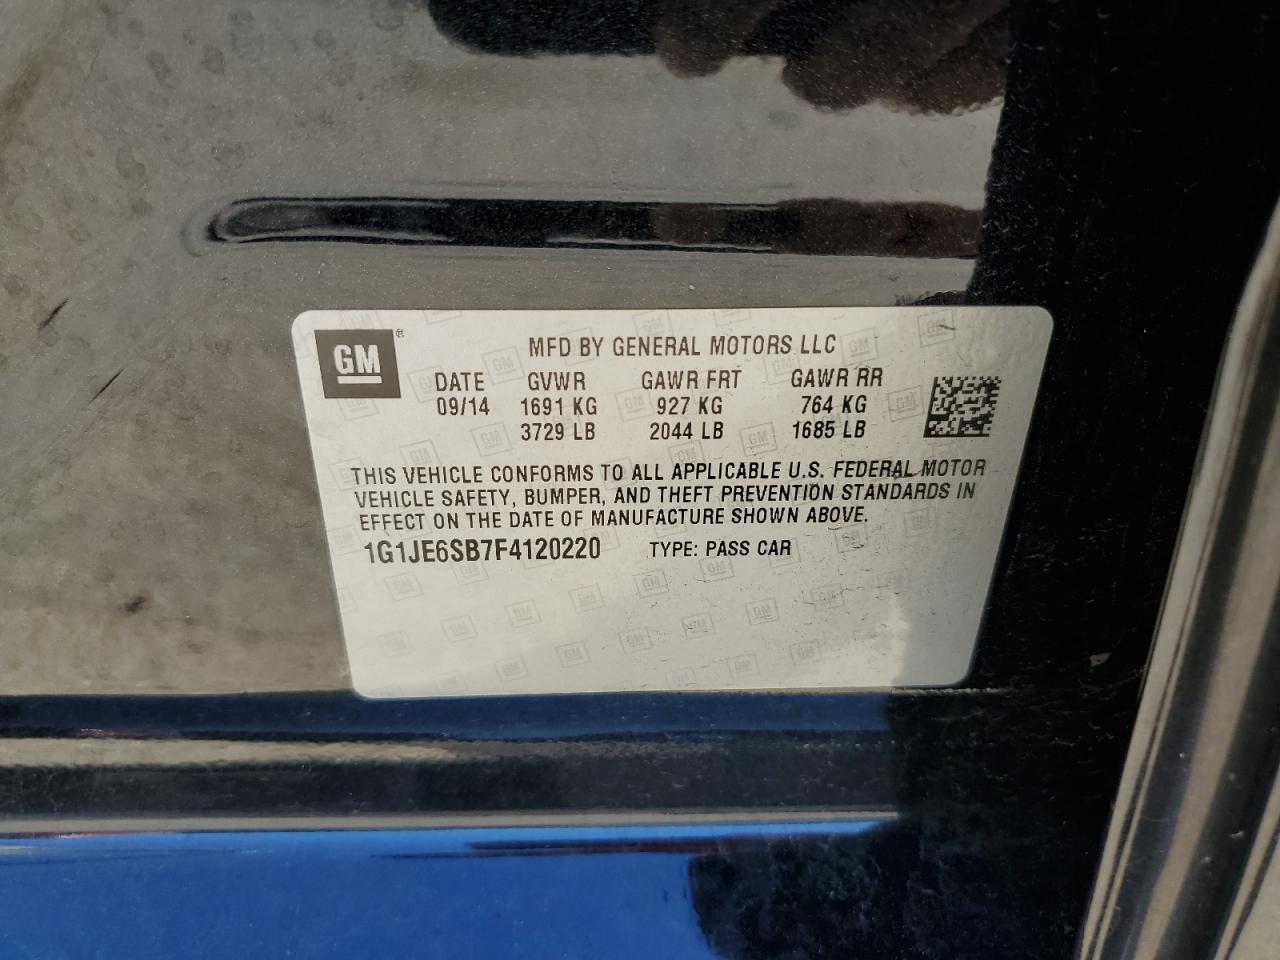 GM®
MFD BY GENERAL MOTORS LLC
DATE GVWR GAWR FRT GAWR RR
09/14 1691 KG 927 KG 764 KG
3729 LB 2044 LB 1685 LB
THIS VEHICLE CONFORMS TO ALL APPLICABLE U.S. FEDERAL MOTOR
VEHICLE SAFETY, BUMPER, AND THEFT PREVENTION STANDARDS IN
EFFECT ON THE DATE OF MANUFACTURE SHOWN ABOVE.
1G1JE6SB7F4120220 TYPE: PASS CAR